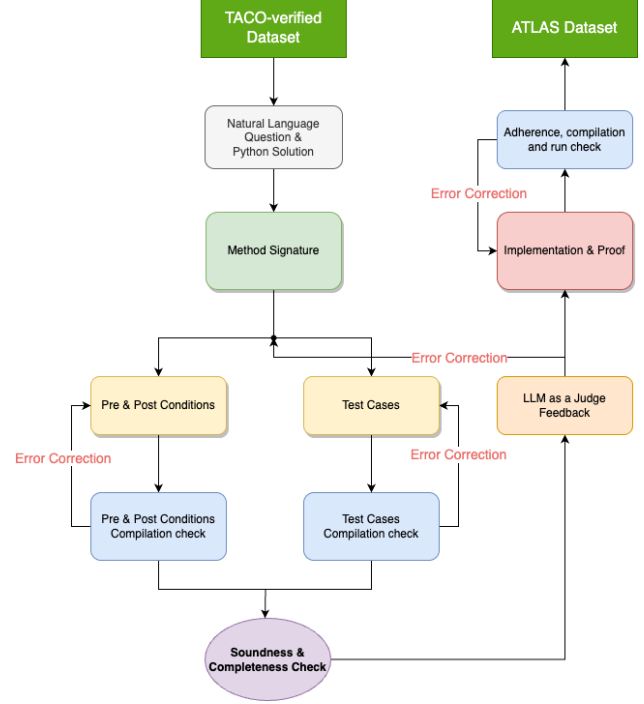 TACO-verified
Dataset
ATLAS Dataset
Natural Language
Question &
Python Solution
Adherence, compilation
and run check
Error Correction
Method Signature
Implementation & Proof
Error Correction
Pre & Post Conditions
Test Cases
LLM as a Judge
Feedback
Error Correction
Error Correction
Pre & Post Conditions
Compilation check
Test Cases
Compilation check
Soundness &
Completeness Check